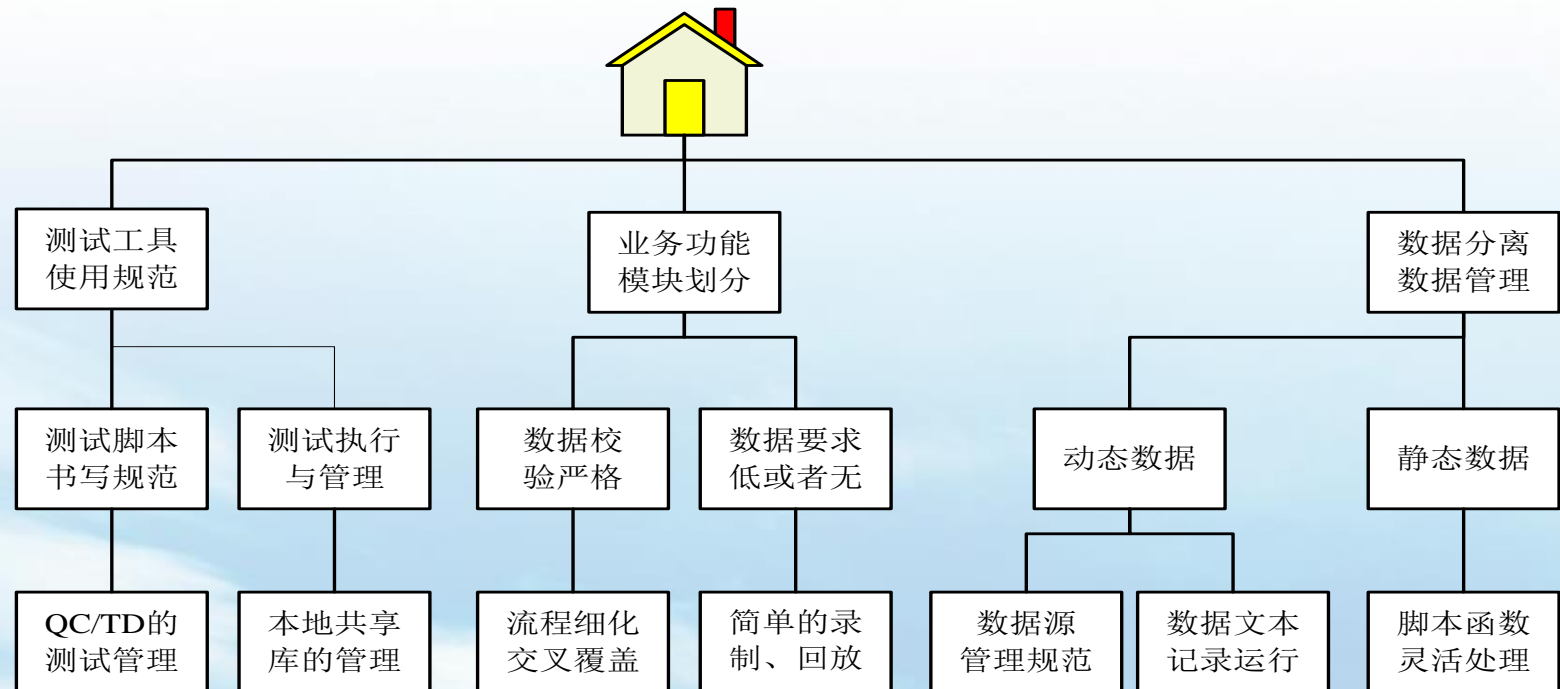 测试工具
使用规范
业务功能
模块划分
数据分离
数据管理
测试脚本
书写规范
测试执行
与管理
数据校
验严格
数据要求
低或者无
动态数据
静态数据
QC/TD的
测试管理
本地共享
库的管理
流程细化
交叉覆盖
简单的录
制、回放
数据源
管理规范
数据文本
记录运行
脚本函数
灵活处理